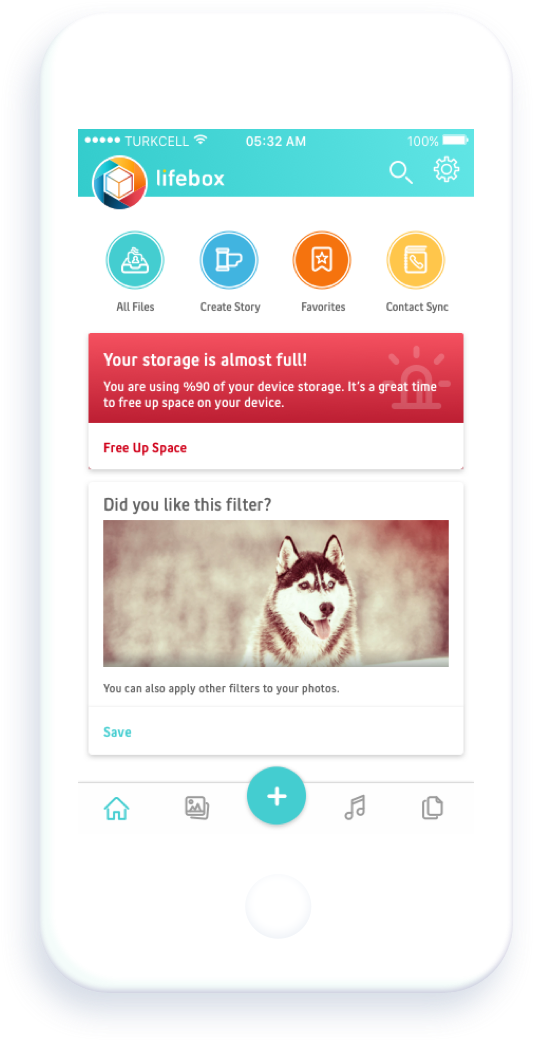 TURKCELL 05:32 AM 100%
lifebox
All Files Create Story Favorites Contact Sync
Your storage is almost full!
You are using %90 of your device storage. It's a great time
to free up space on your device.
Free Up Space
Did you like this filter?
You can also apply other filters to your photos.
Save